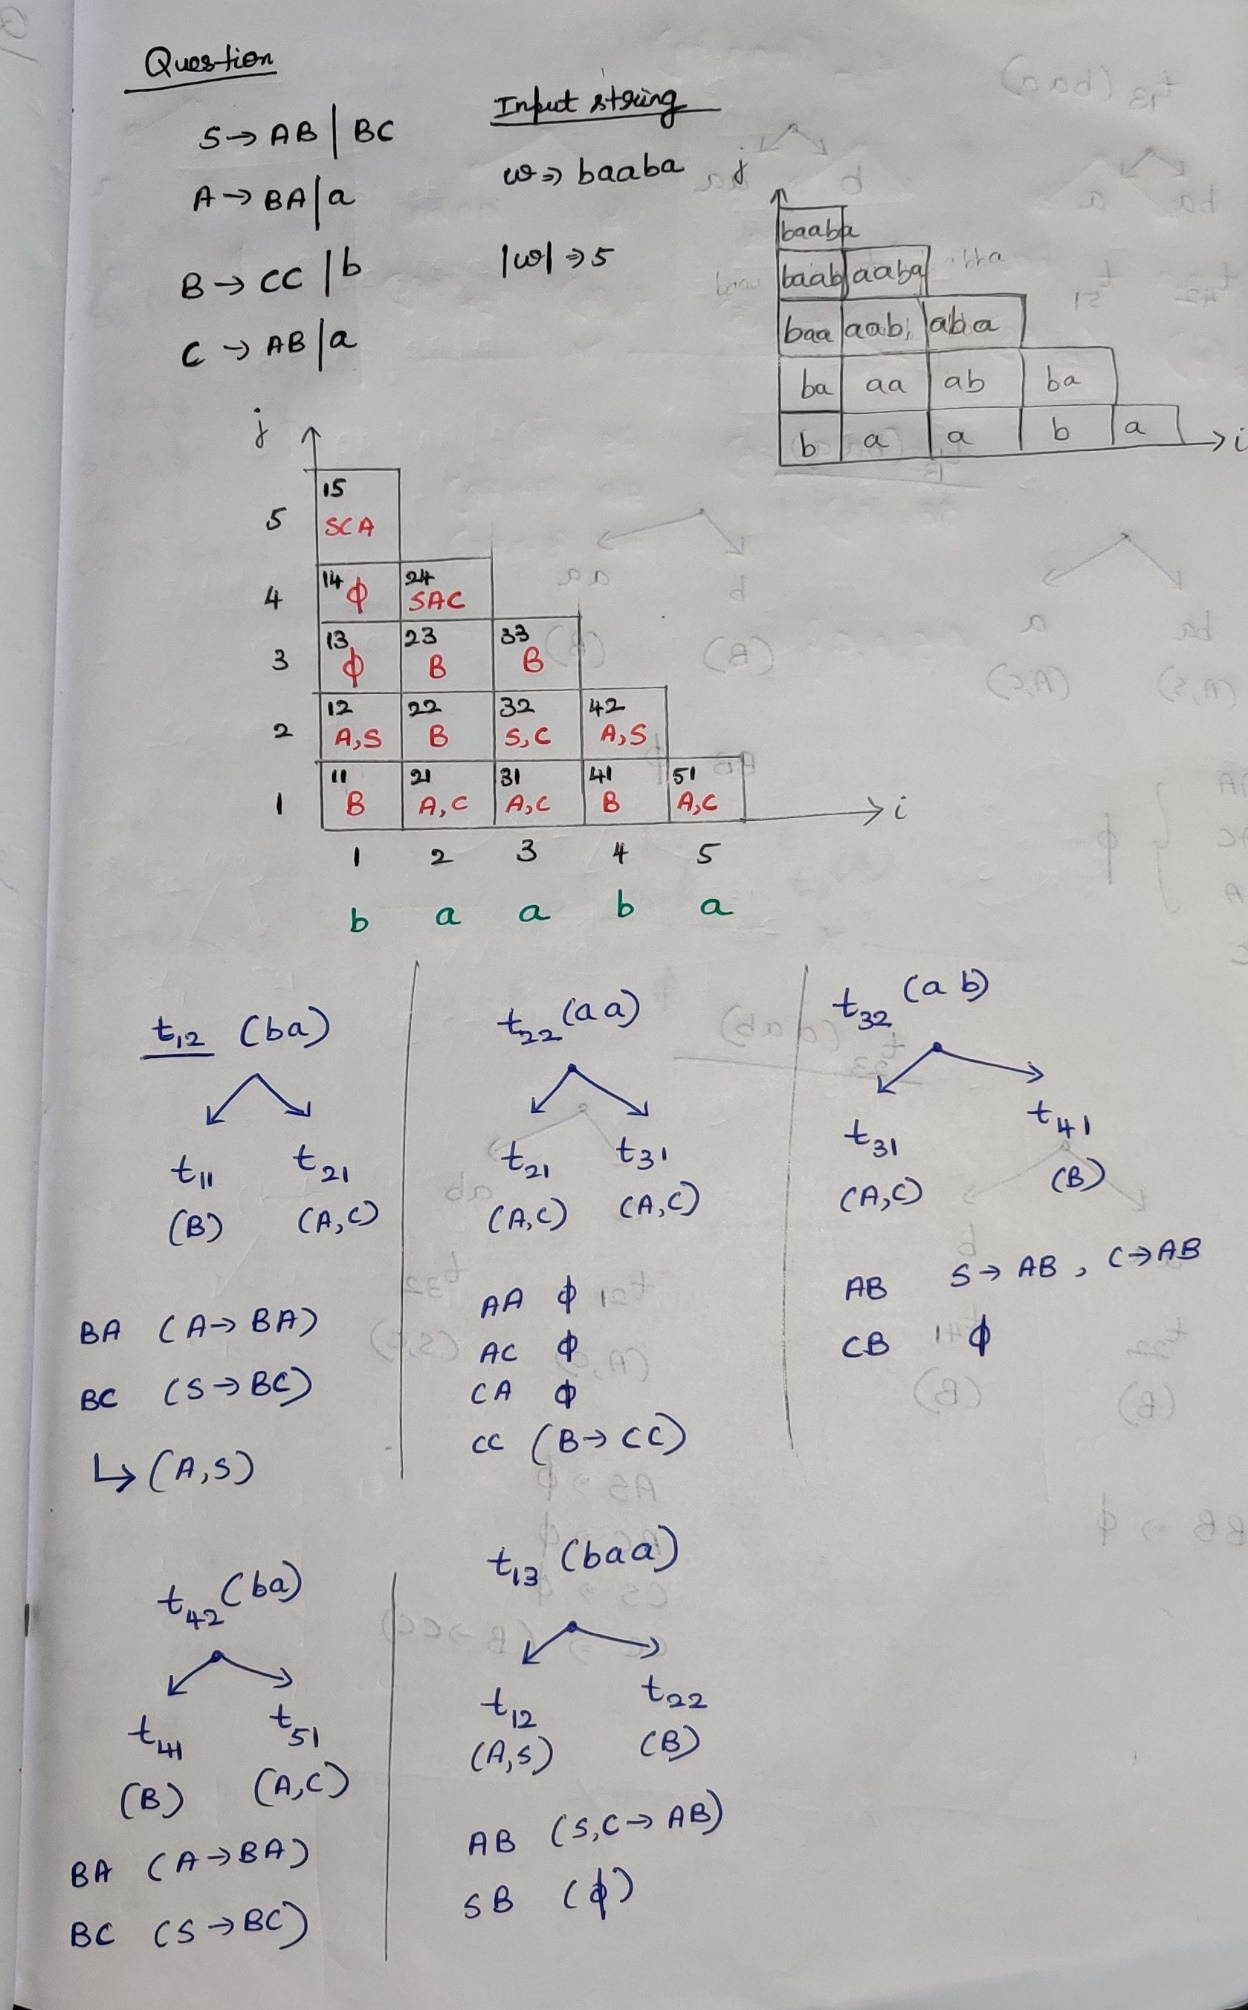 Question
S → AB | BC
A → BA | a
B → CC | b
C → AB | a
Input string
w ⇒ baaba
|w| ⇒ 5
j
baaba
baab aaba
baa aab aba
ba aa ab ba
b a a b a
i
j
15
5 SCA
14 24
4 ϕ SAC
13 23 33
3 ϕ B B
12 22 32 42
2 A,S B S,C A,S
11 21 31 41 51
1 B A,C A,C B A,C
i
1 2 3 4 5
b a a b a
t12 (ba)
t11 t21
(B) (A,C)
BA (A → BA)
BC (S → BC)
↳ (A,S)
t22 (aa)
t21 t31
(A,C) (A,C)
AA ϕ
AC ϕ
CA ϕ
CC (B → CC)
t32 (ab)
t31 t41
(A,C) (B)
AB S → AB, C → AB
CB ϕ
t42 (ba)
t41 t51
(B) (A,C)
BA (A → BA)
BC (S → BC)
t13 (baa)
t12 t22
(A,S) (B)
AB (S,C → AB)
SB (ϕ)